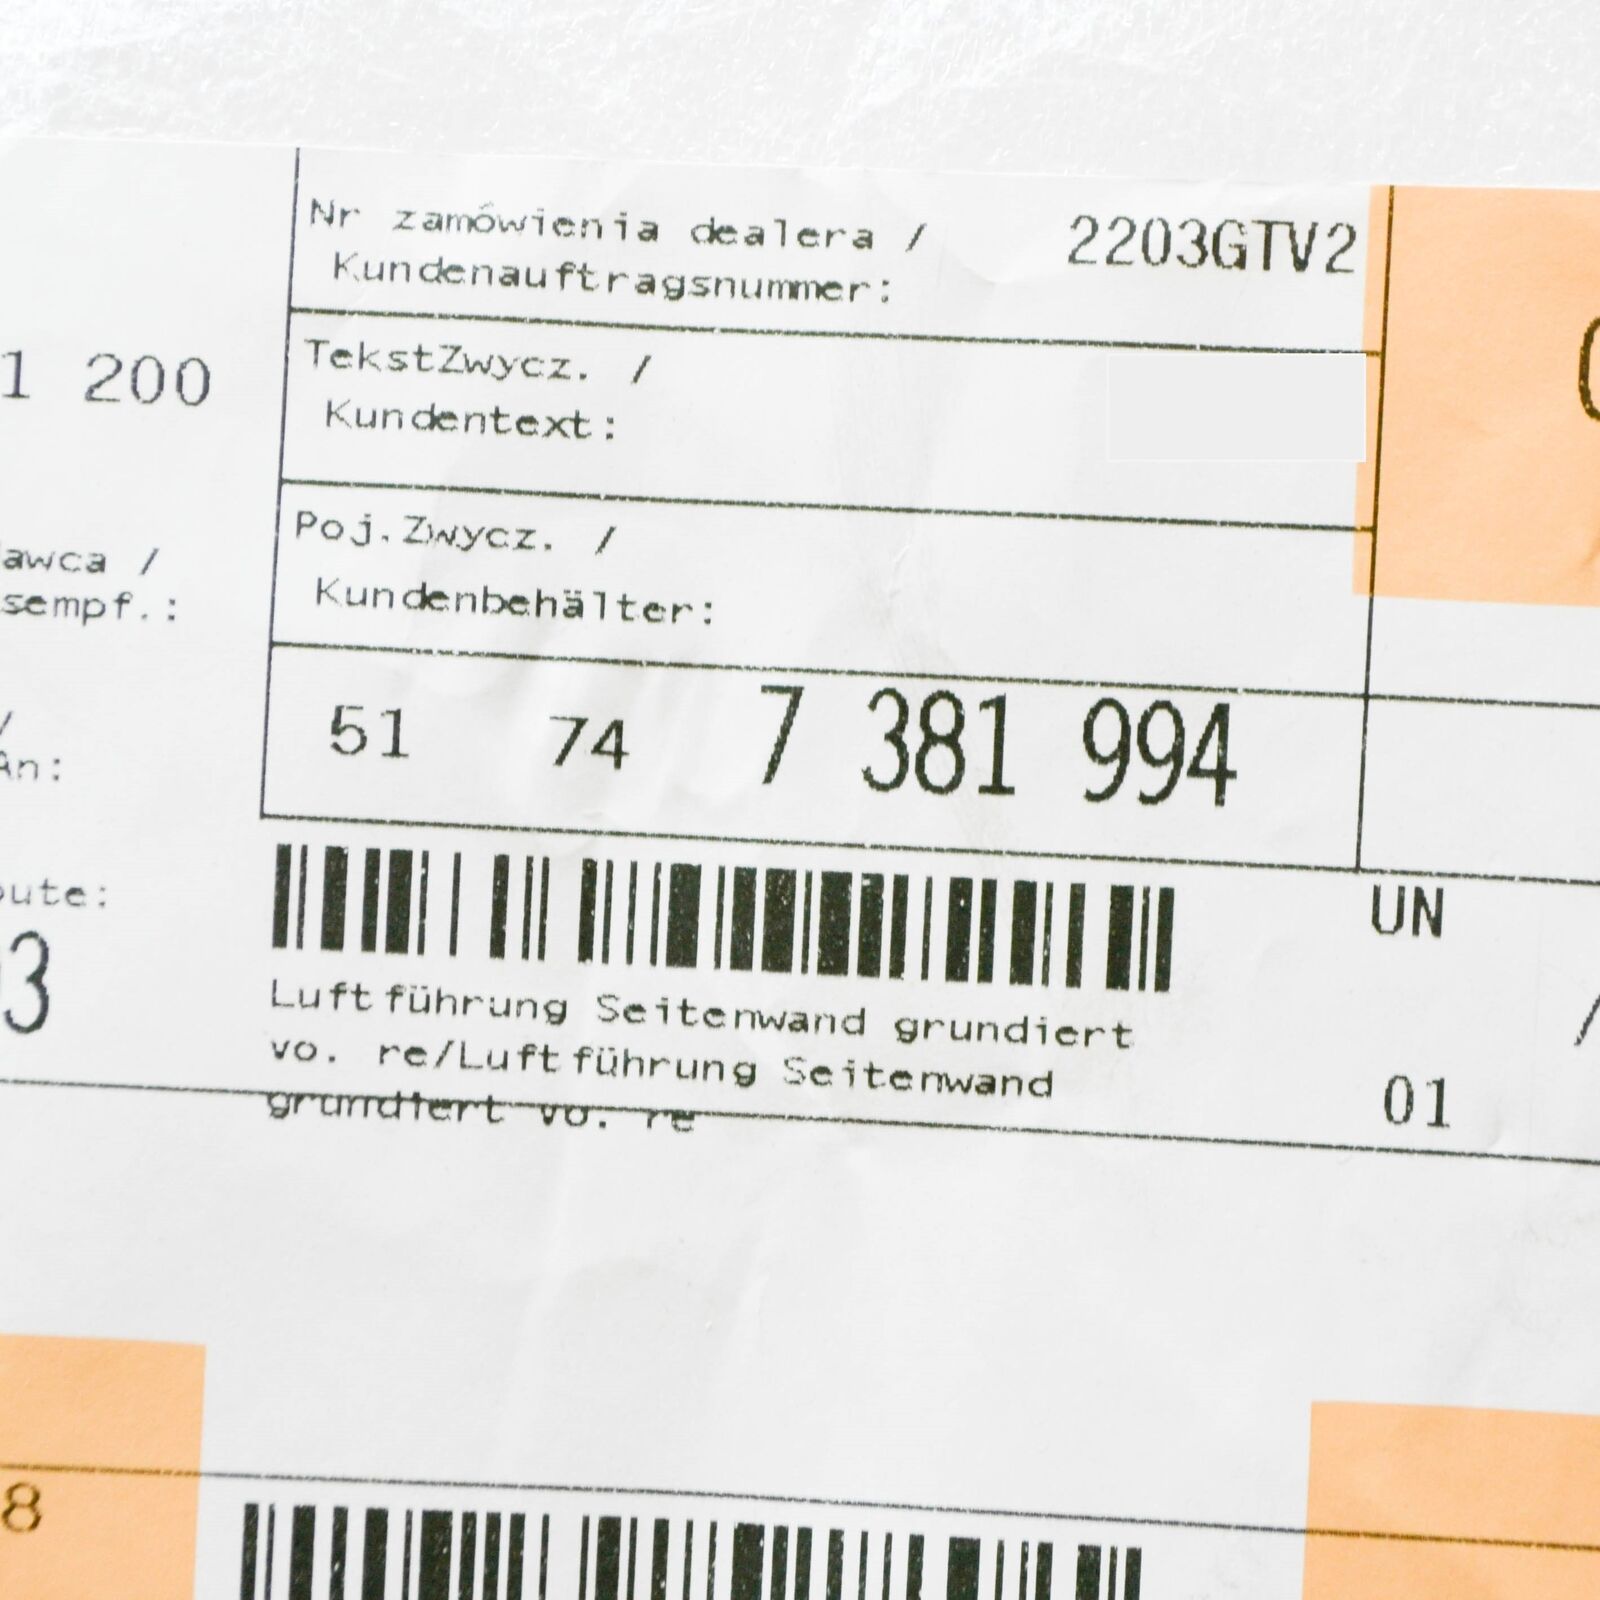 Nr zamówienia dealera / 2203GTV2
Kundenauftragsnummer:
1 200
TekstZwycz. /
Kundentext:
Poj.Zwycz. /
awca /
Kundenbehälter:
sempf.:
51 74 7 381 994
/
An:
UN
oute:
Luftführung Seitenwand grundiert
3
vo. re/Luftführung Seitenwand
/
grundiert vo. re
01
8